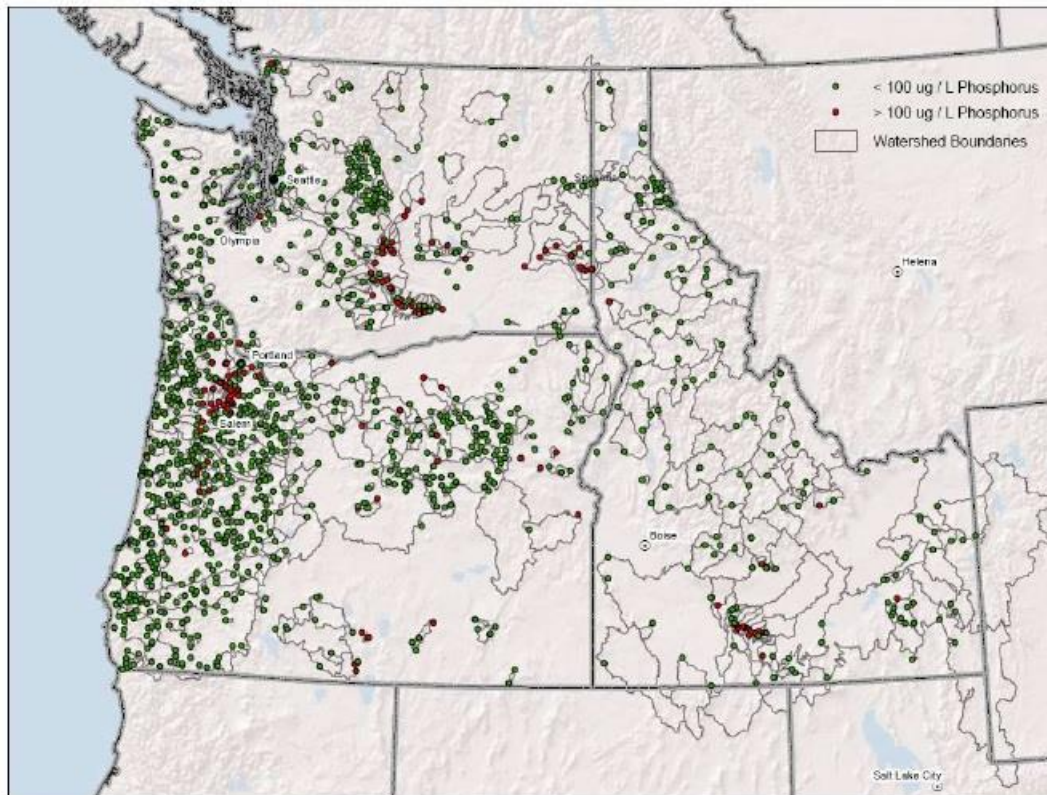 < 100 ug / L Phosphorus
> 100 ug / L Phosphorus
Watershed Boundaries
Seattle
Olympia
Helena
Portland
Salem
Boise
Salt Lake City